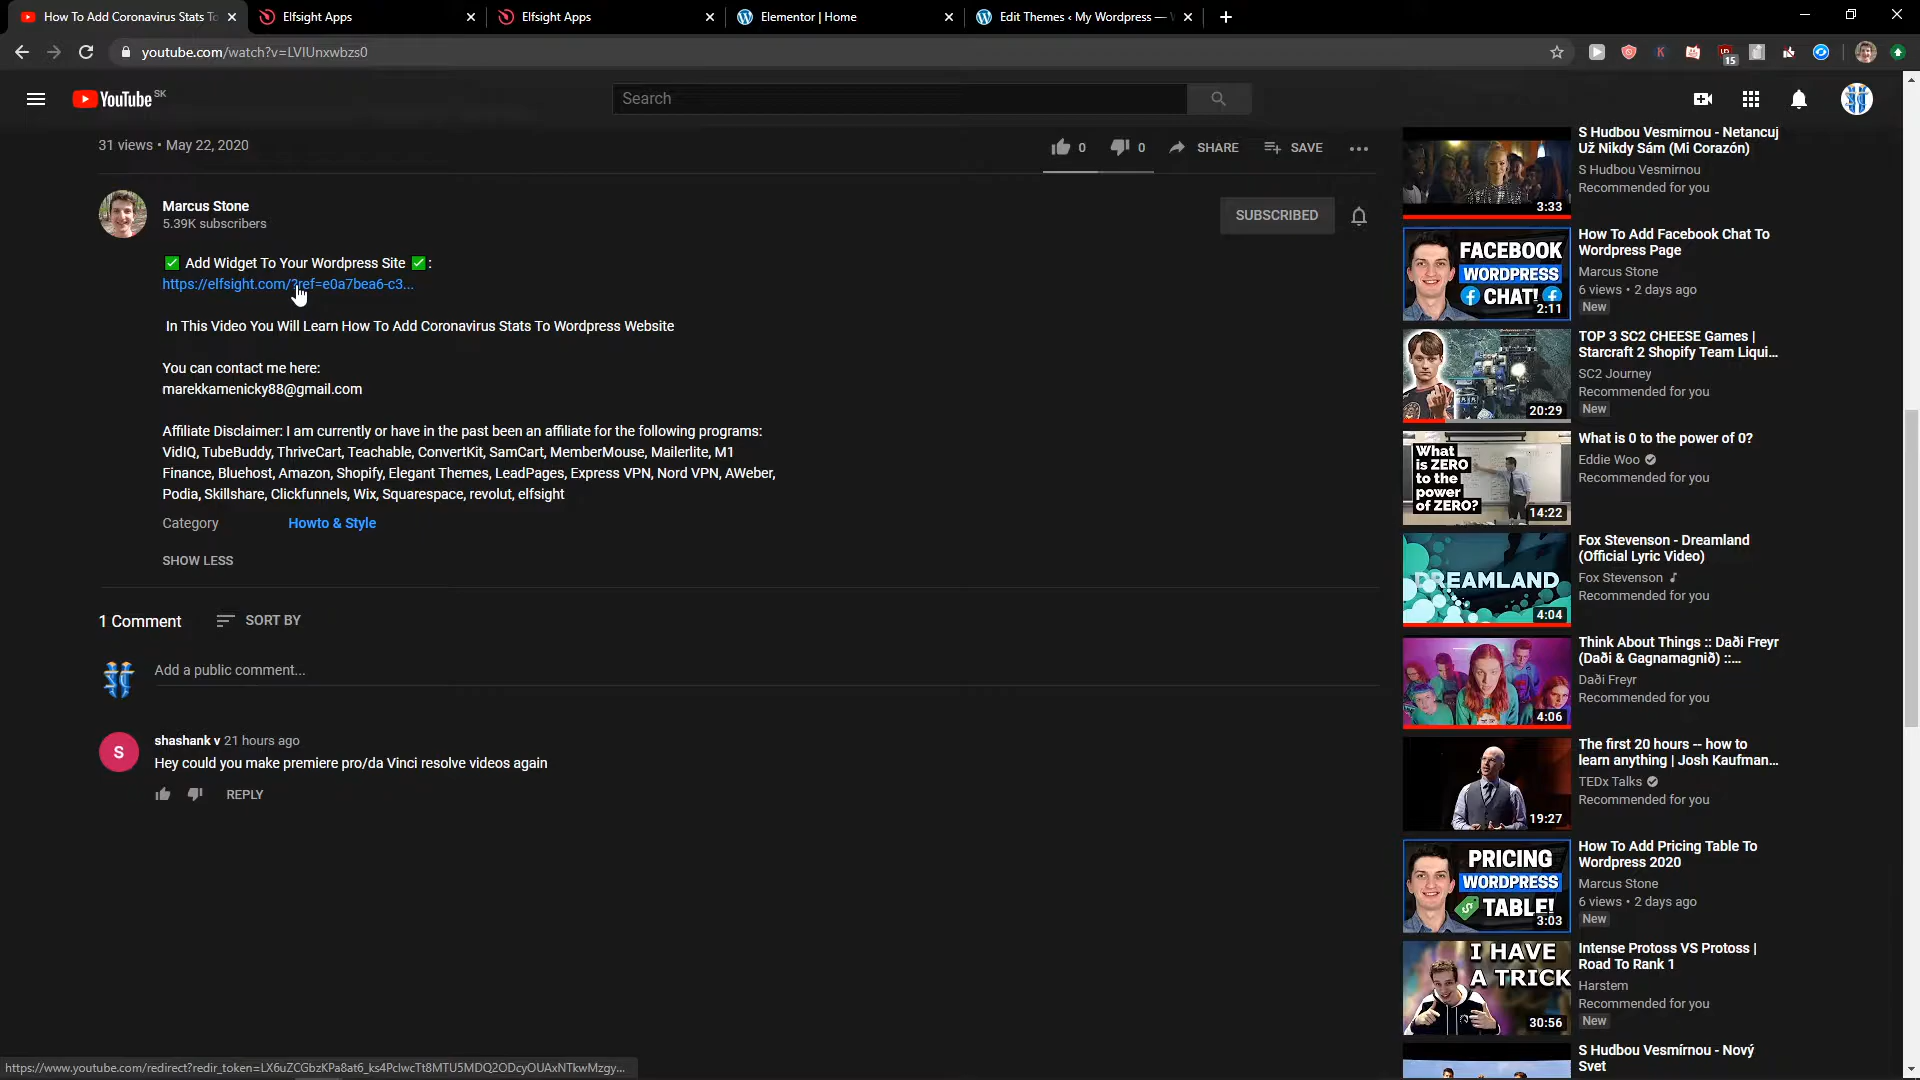 How To Add Coronavirus Stats To
Elfsight Apps
Elfsight Apps
Elementor | Home
Edit Themes ‹ My Wordpress —
youtube.com/watch?v=LVIUnxwbzs0
15
YouTube SK
Search
31 views • May 22, 2020
0
0
SHARE
SAVE
Marcus Stone
5.39K subscribers
SUBSCRIBED
✅ Add Widget To Your Wordpress Site ✅ :
https://elfsight.com/?ref=e0a7bea6-c3...
In This Video You Will Learn How To Add Coronavirus Stats To Wordpress Website
You can contact me here:
marekkamenicky88@gmail.com
Affiliate Disclaimer: I am currently or have in the past been an affiliate for the following programs:
VidIQ, TubeBuddy, ThriveCart, Teachable, ConvertKit, SamCart, MemberMouse, Mailerlite, M1
Finance, Bluehost, Amazon, Shopify, Elegant Themes, LeadPages, Express VPN, Nord VPN, AWeber,
Podia, Skillshare, Clickfunnels, Wix, Squarespace, revolut, elfsight
Category
Howto & Style
SHOW LESS
1 Comment
SORT BY
Add a public comment...
S
shashank v 21 hours ago
Hey could you make premiere pro/da Vinci resolve videos again
REPLY
3:33
S Hudbou Vesmirnou - Netancuj
Už Nikdy Sám (Mi Corazón)
S Hudbou Vesmirnou
Recommended for you
FACEBOOK
WORDPRESS
CHAT!
2:11
How To Add Facebook Chat To
Wordpress Page
Marcus Stone
6 views • 2 days ago
New
20:29
TOP 3 SC2 CHEESE Games |
Starcraft 2 Shopify Team Liqui...
SC2 Journey
Recommended for you
New
What
is ZERO
to the
power
of ZERO?
14:22
What is 0 to the power of 0?
Eddie Woo
Recommended for you
DREAMLAND
4:04
Fox Stevenson - Dreamland
(Official Lyric Video)
Fox Stevenson
Recommended for you
4:06
Think About Things :: Daði Freyr
(Daði & Gagnamagnið) ::...
Daði Freyr
Recommended for you
19:27
The first 20 hours -- how to
learn anything | Josh Kaufman...
TEDx Talks
Recommended for you
PRICING
WORDPRESS
TABLE!
3:03
How To Add Pricing Table To
Wordpress 2020
Marcus Stone
6 views • 2 days ago
New
I HAVE
A TRICK
30:56
Intense Protoss VS Protoss |
Road To Rank 1
Harstem
Recommended for you
New
S Hudbou Vesmírnou - Nový
Svet